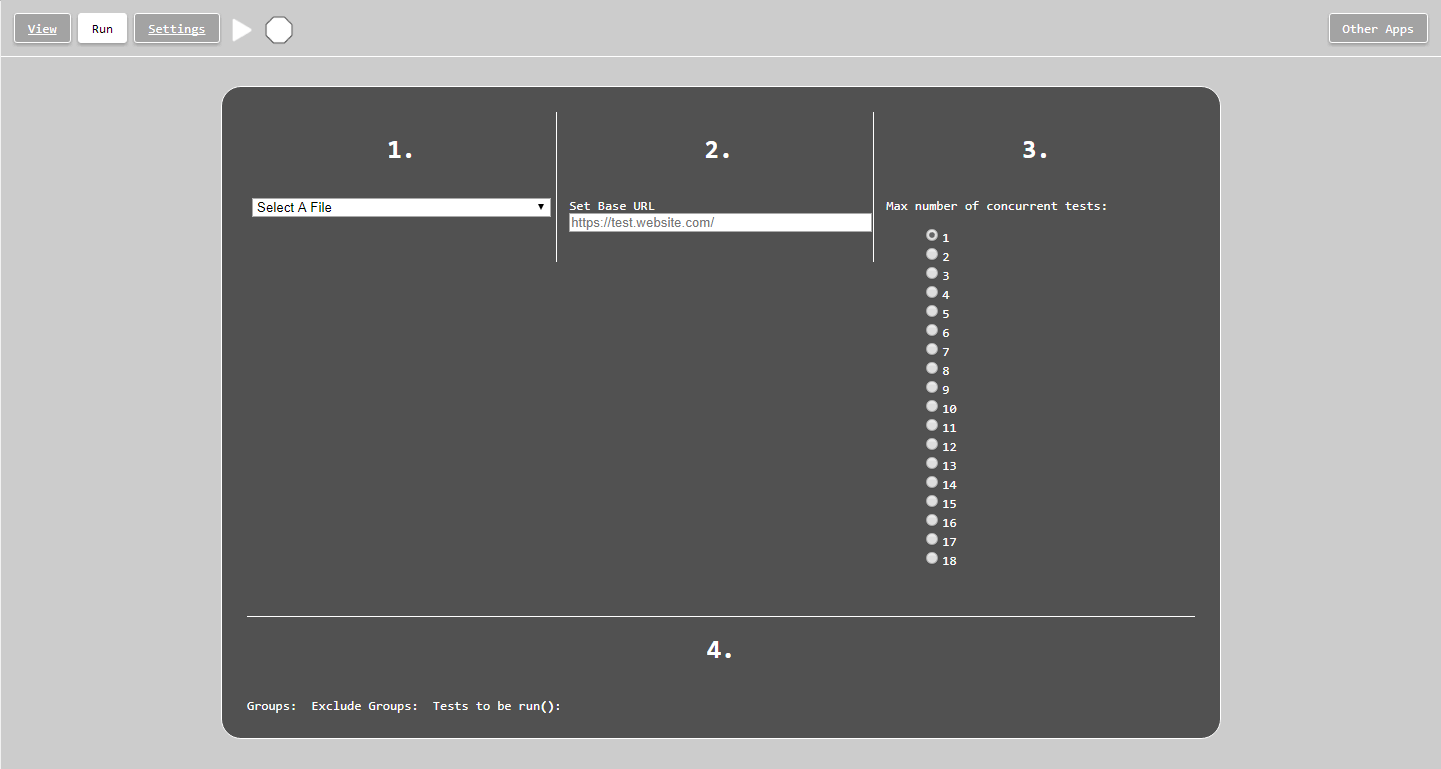 View Run Settings Other Apps
1. 2. 3.
Select A File
Set Base URL
https://test.website.com/
Max number of concurrent tests:
1
2
3
4
5
6
7
8
9
10
11
12
13
14
15
16
17
18
4.
Groups: Exclude Groups: Tests to be run():